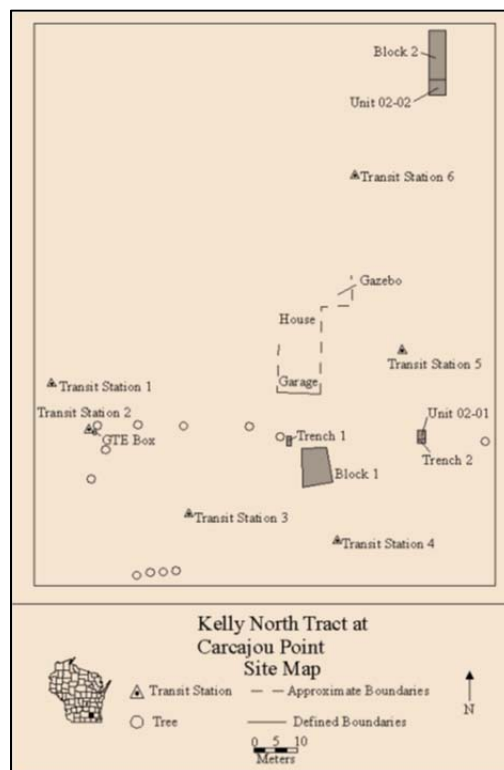 Block 2
Unit 02-02
Transit Station 6
Gazebo
House
Transit Station 5
Garage
Transit Station 1
Transit Station 2
GTE Box
Trench 1
Unit 02-01
Trench 2
Block 1
Transit Station 3
Transit Station 4
Kelly North Tract at
Carcajou Point
Site Map
Transit Station
Approximate Boundaries
Tree
Defined Boundaries
N
0 5 10
Meters